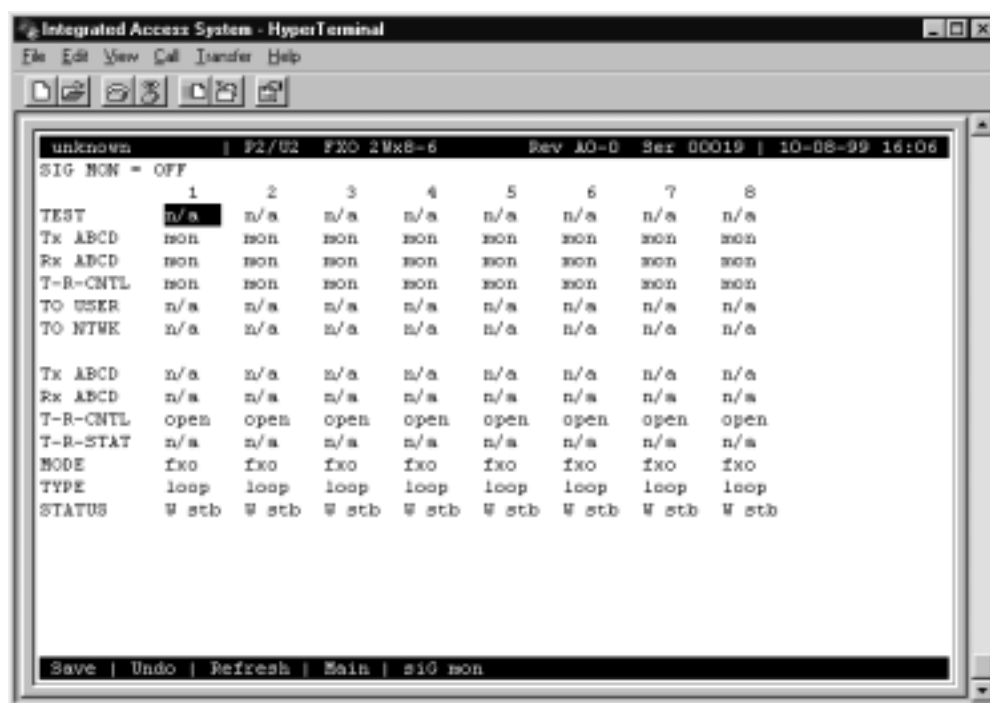 Integrated Access System - HyperTerminal
File Edit View Call Transfer Help
unknown | P2/U2 FXO 2Wx8-6 Rev A0-0 Ser 00019 | 10-08-99 16:06
SIG MON = OFF
1 2 3 4 5 6 7 8
TEST n/a n/a n/a n/a n/a n/a n/a n/a
Tx ABCD mon mon mon mon mon mon mon mon
Rx ABCD mon mon mon mon mon mon mon mon
T-R-CNTL mon mon mon mon mon mon mon mon
TO USER n/a n/a n/a n/a n/a n/a n/a n/a
TO NTWK n/a n/a n/a n/a n/a n/a n/a n/a
Tx ABCD n/a n/a n/a n/a n/a n/a n/a n/a
Rx ABCD n/a n/a n/a n/a n/a n/a n/a n/a
T-R-CNTL open open open open open open open open
T-R-STAT n/a n/a n/a n/a n/a n/a n/a n/a
MODE fxo fxo fxo fxo fxo fxo fxo fxo
TYPE loop loop loop loop loop loop loop loop
STATUS W stb W stb W stb W stb W stb W stb W stb W stb
Save | Undo | Refresh | Main | siG mon